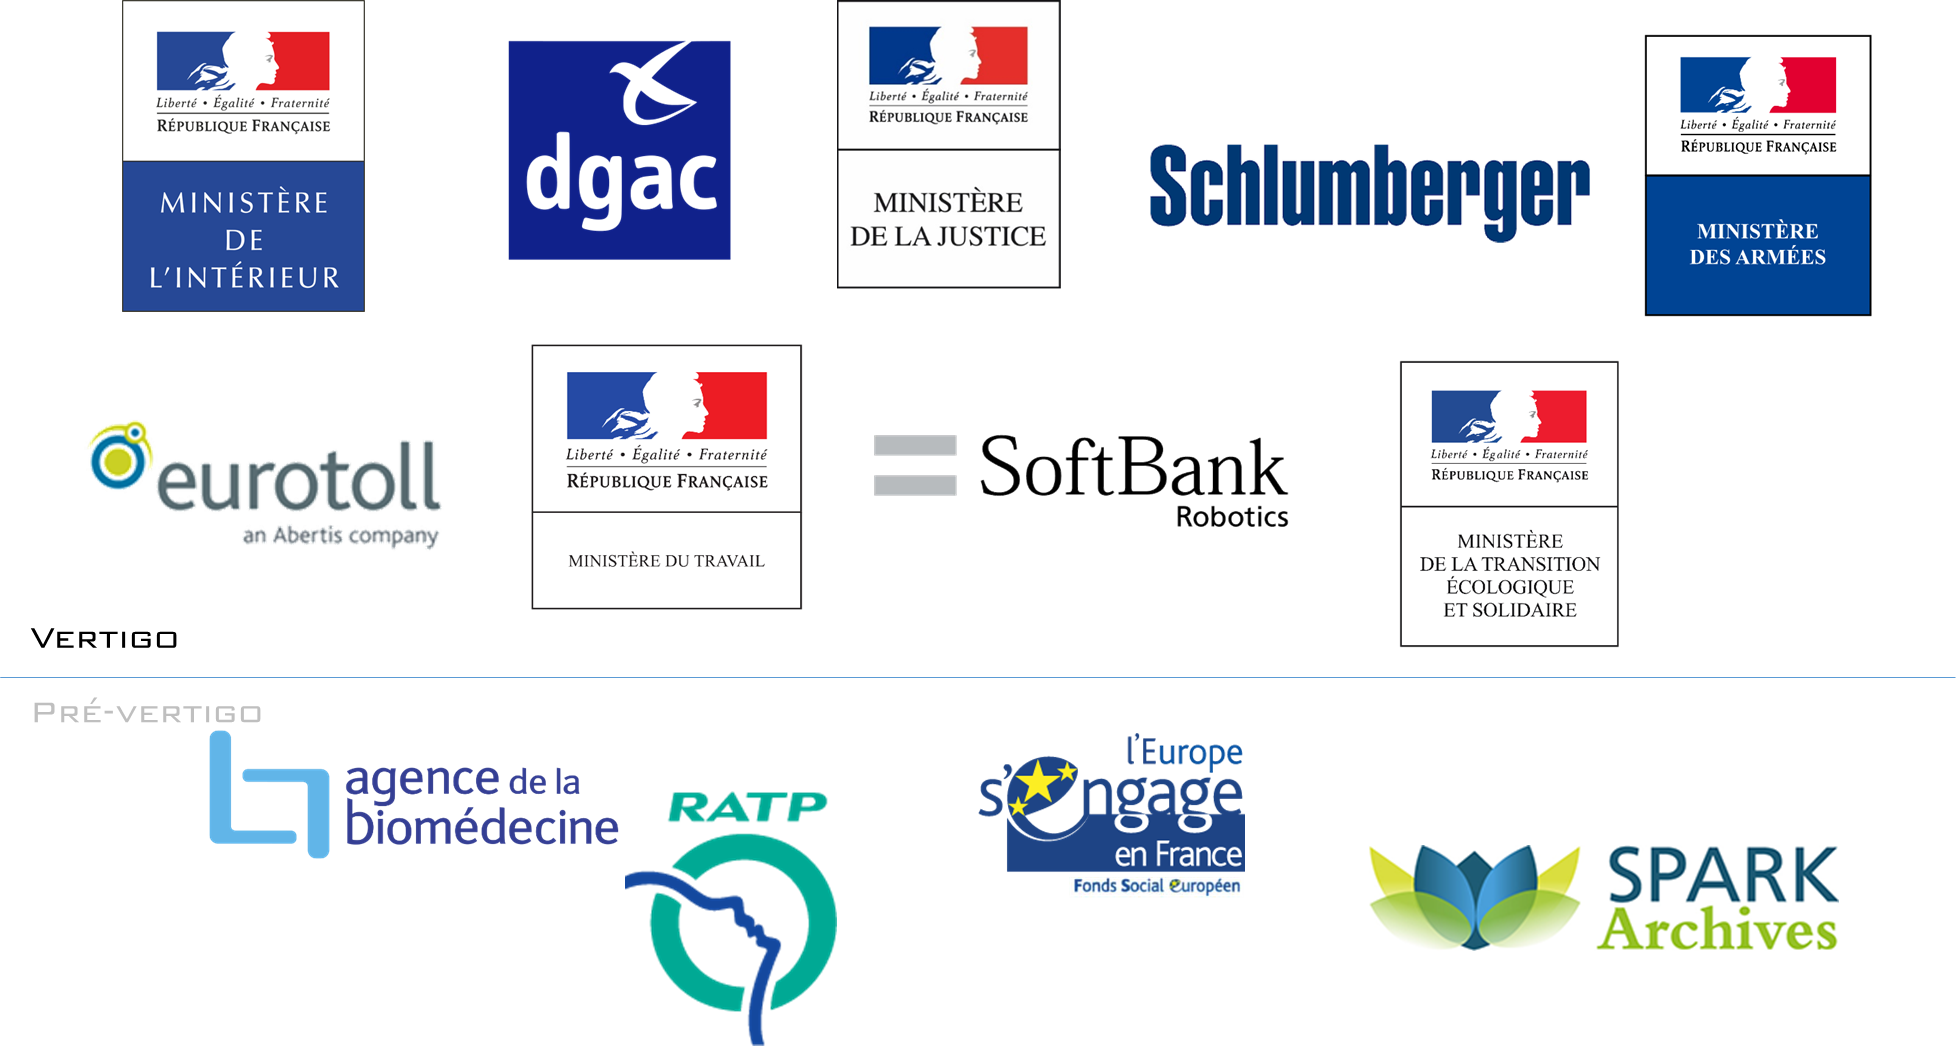 Liberté • Égalité • Fraternité
RÉPUBLIQUE FRANÇAISE
MINISTÈRE
DE
L'INTÉRIEUR
dgac
Liberté • Égalité • Fraternité
RÉPUBLIQUE FRANÇAISE
MINISTÈRE
DE LA JUSTICE
Schlumberger
Liberté • Égalité • Fraternité
RÉPUBLIQUE FRANÇAISE
MINISTÈRE
DES ARMÉES
eurotoll
an Abertis company
Liberté • Égalité • Fraternité
RÉPUBLIQUE FRANÇAISE
MINISTÈRE DU TRAVAIL
SoftBank
Robotics
Liberté • Égalité • Fraternité
RÉPUBLIQUE FRANÇAISE
MINISTÈRE
DE LA TRANSITION
ÉCOLOGIQUE
ET SOLIDAIRE
VERTIGO
PRÉ-VERTIGO
agence de la
biomédecine
RATP
l'Europe
s'engage
en France
Fonds Social européen
SPARK
Archives